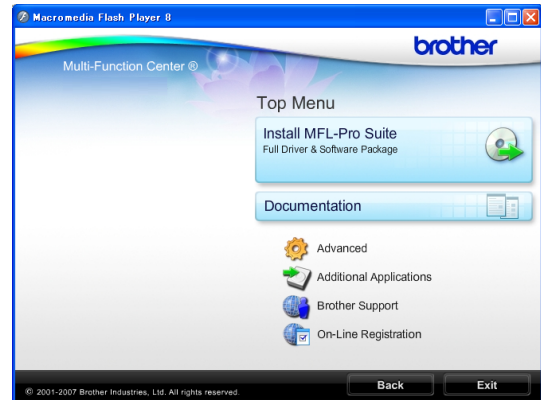 Macromedia Flash Player 8
brother
Multi-Function Center ®
Top Menu
Install MFL-Pro Suite
Full Driver & Software Package
Documentation
Advanced
Additional Applications
Brother Support
On-Line Registration
© 2001-2007 Brother Industries, Ltd. All rights reserved.
Back
Exit